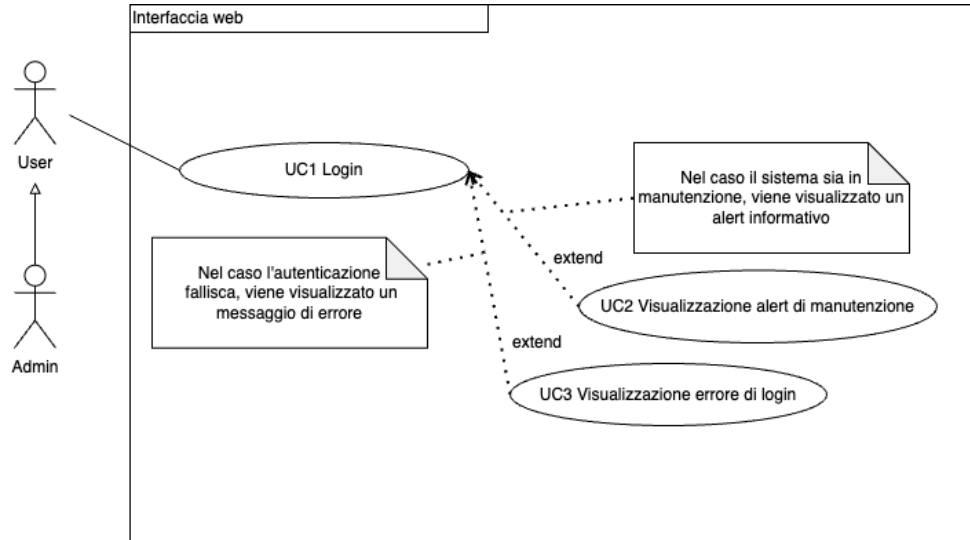 Interfaccia web
User
UC1 Login
Nel caso il sistema sia in
manutenzione, viene visualizzato un
alert informativo
Nel caso l'autenticazione
fallisca, viene visualizzato un
messaggio di errore
extend
UC2 Visualizzazione alert di manutenzione
extend
Admin
UC3 Visualizzazione errore di login